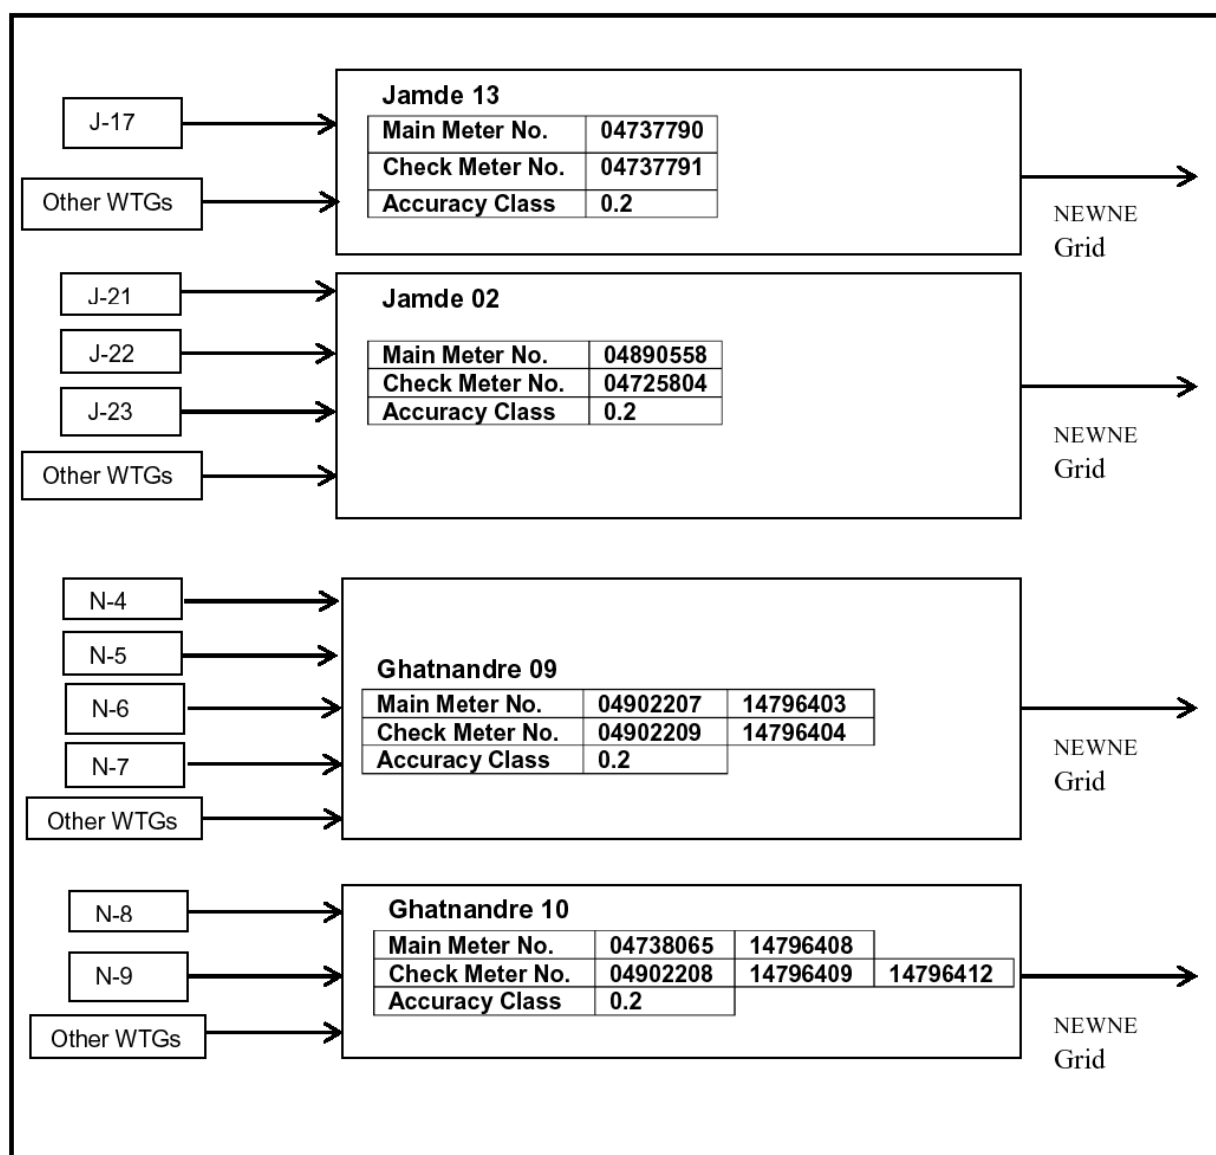 Jamde 13
J-17
Main Meter No. 04737790
Check Meter No. 04737791
Other WTGs
Accuracy Class 0.2
NEWNE
Grid
J-21
Jamde 02
J-22
Main Meter No. 04890558
Check Meter No. 04725804
J-23
Accuracy Class 0.2
NEWNE
Grid
Other WTGs
N-4
N-5
Ghatnandre 09
N-6
Main Meter No. 04902207 14796403
Check Meter No. 04902209 14796404
N-7
Accuracy Class 0.2
NEWNE
Grid
Other WTGs
N-8
Ghatnandre 10
Main Meter No. 04738065 14796408
N-9
Check Meter No. 04902208 14796409 14796412
Accuracy Class 0.2
Other WTGs
NEWNE
Grid